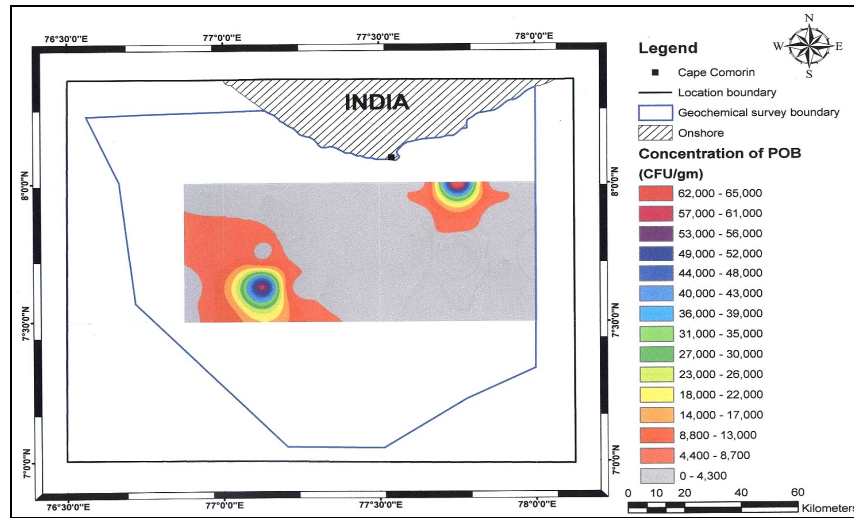 76°30'0"E 77°0'0"E 77°30'0"E 78°0'0"E
INDIA
8°0'0"N
8°0'0"N
7°30'0"N
7°30'0"N
7°0'0"N
7°0'0"N
76°30'0"E 77°0'0"E 77°30'0"E 78°0'0"E
N
W E
S
Legend
Cape Comorin
Location boundary
Geochemical survey boundary
Onshore
Concentration of POB
(CFU/gm)
62,000 - 65,000
57,000 - 61,000
53,000 - 56,000
49,000 - 52,000
44,000 - 48,000
40,000 - 43,000
36,000 - 39,000
31,000 - 35,000
27,000 - 30,000
23,000 - 26,000
18,000 - 22,000
14,000 - 17,000
8,800 - 13,000
4,400 - 8,700
0 - 4,300
0 10 20 40 60
Kilometers